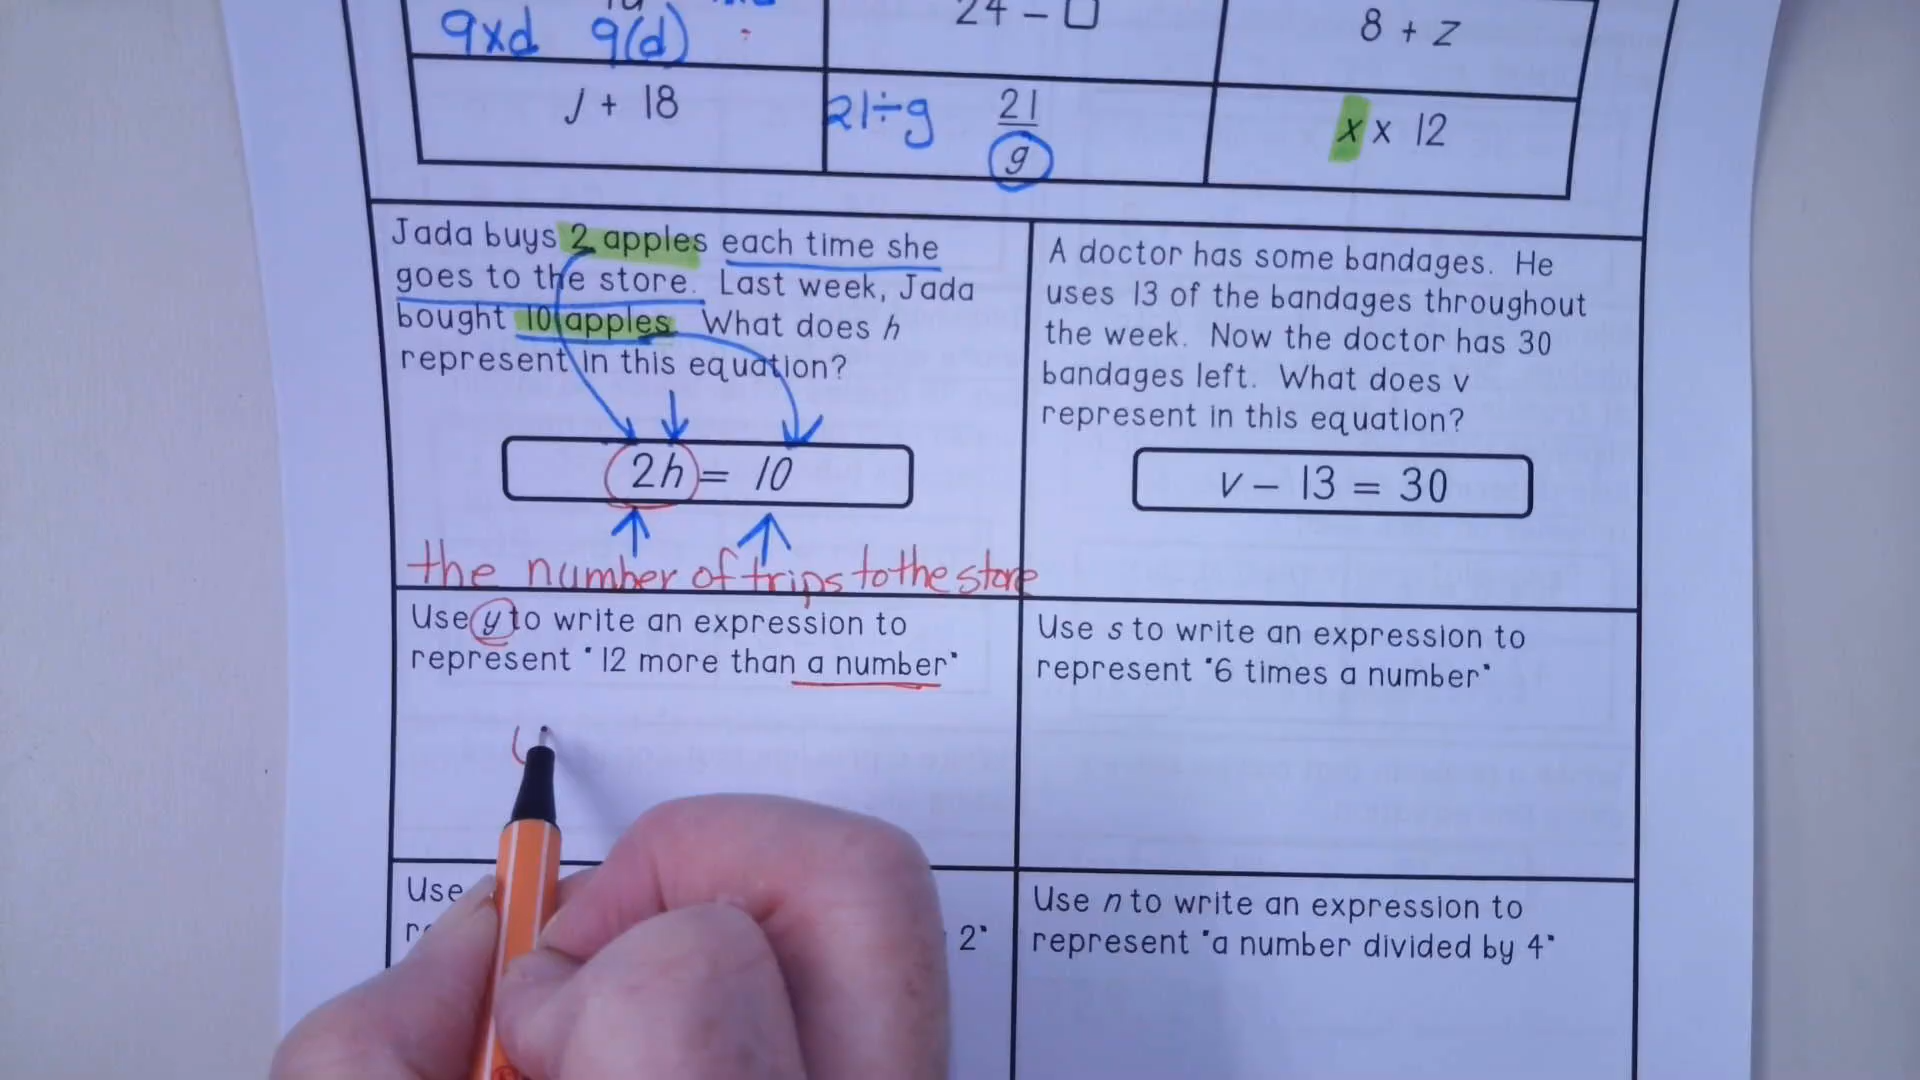 9xd 9(d)
24 – □
8 + z
j + 18
21÷g
21
g
x x 12
Jada buys 2 apples each time she
goes to the store. Last week, Jada
bought 10 apples. What does h
represent in this equation?
2h = 10
the number of trips to the store
A doctor has some bandages. He
uses 13 of the bandages throughout
the week. Now the doctor has 30
bandages left. What does v
represent in this equation?
v – 13 = 30
Use y to write an expression to
represent "12 more than a number"
Use s to write an expression to
represent "6 times a number"
Use
2"
Use n to write an expression to
represent "a number divided by 4"